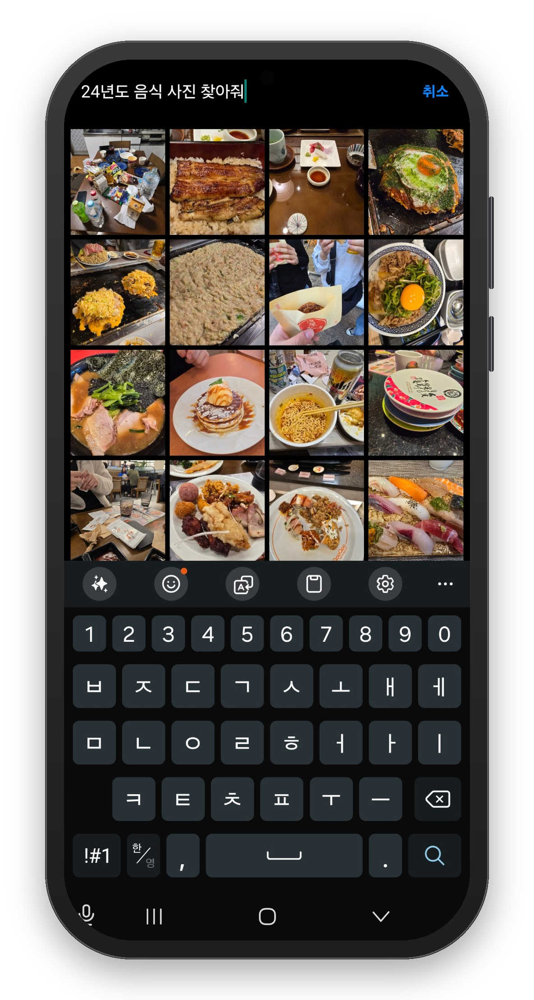 24년도 음식 사진 찾아줘
취소
1 2 3 4 5 6 7 8 9 0
ㅂ ㅈ ㄷ ㄱ ㅅ ㅗ ㅐ ㅔ
ㅁ ㄴ ㅇ ㄹ ㅎ ㅓ ㅏ ㅣ
ㅋ ㅌ ㅊ ㅍ ㅜ ㅡ
!#1 한/영 , .